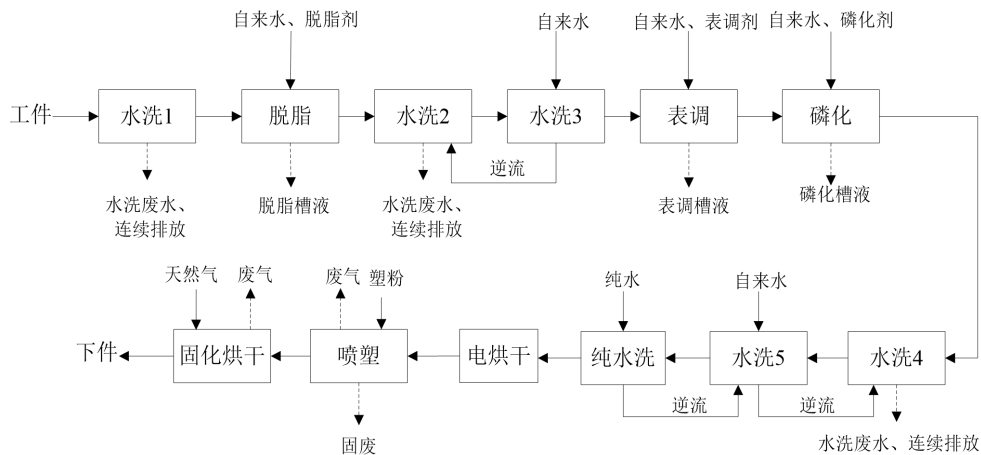 自来水、脱脂剂
自来水
自来水、表调剂
自来水、磷化剂
工件
水洗1
脱脂
水洗2
水洗3
表调
磷化
逆流
水洗废水、
连续排放
脱脂槽液
水洗废水、
连续排放
表调槽液
磷化槽液
天然气
废气
废气
塑粉
纯水
自来水
下件
固化烘干
喷塑
电烘干
纯水洗
水洗5
水洗4
逆流
逆流
固废
水洗废水、连续排放